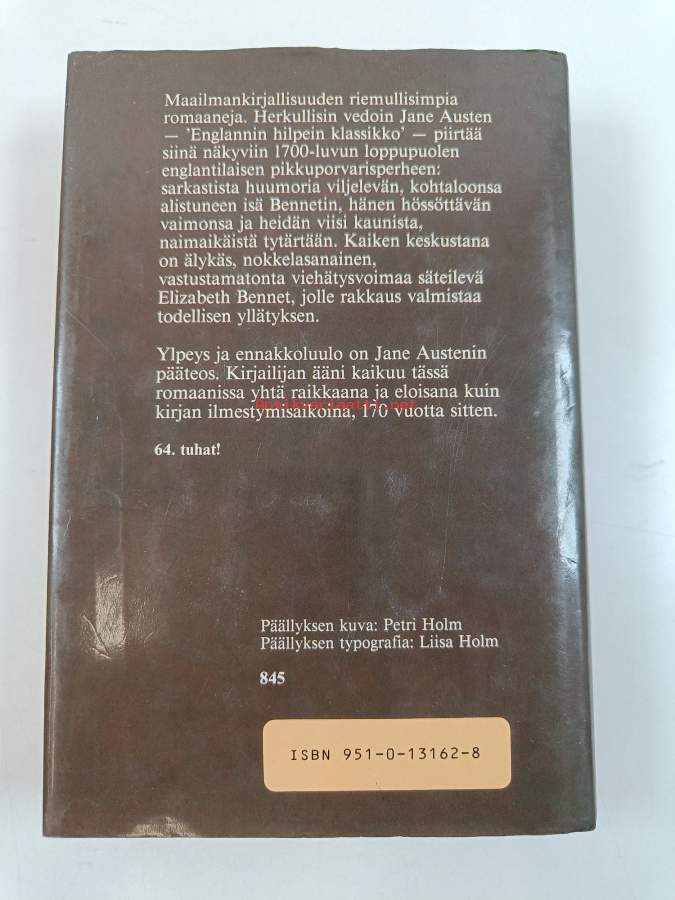 Maailmankirjallisuuden riemullisimpia
romaaneja. Herkullisin vedoin Jane Austen
— 'Englannin hilpein klassikko' — piirtää
siinä näkyviin 1700-luvun loppupuolen
englantilaisen pikkuporvarisperheen:
sarkastista huumoria viljelevän, kohtaloonsa
alistuneen isä Bennetin, hänen hössöttävän
vaimonsa ja heidän viisi kaunista,
naimaikäistä tytärtään. Kaiken keskustana
on älykäs, nokkelasanainen,
vastustamatonta viehätysvoimaa säteilevä
Elizabeth Bennet, jolle rakkaus valmistaa
todellisen yllätyksen.
Ylpeys ja ennakkoluulo on Jane Austenin
pääteos. Kirjailijan ääni kaikuu tässä
romaanissa yhtä raikkaana ja eloisana kuin
kirjan ilmestymisaikoina, 170 vuotta sitten.
Antikvariaatti.net
64. tuhat!
Päällyksen kuva: Petri Holm
Päällyksen typografia: Liisa Holm
845
ISBN 951-0-13162-8